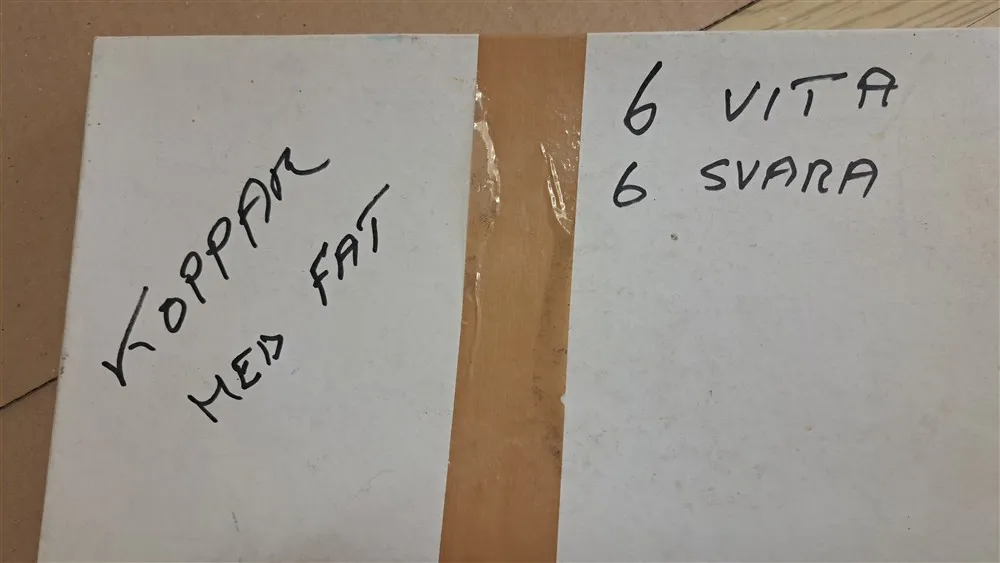 KOPPAR
MED FAT
6 VITA
6 SVARA